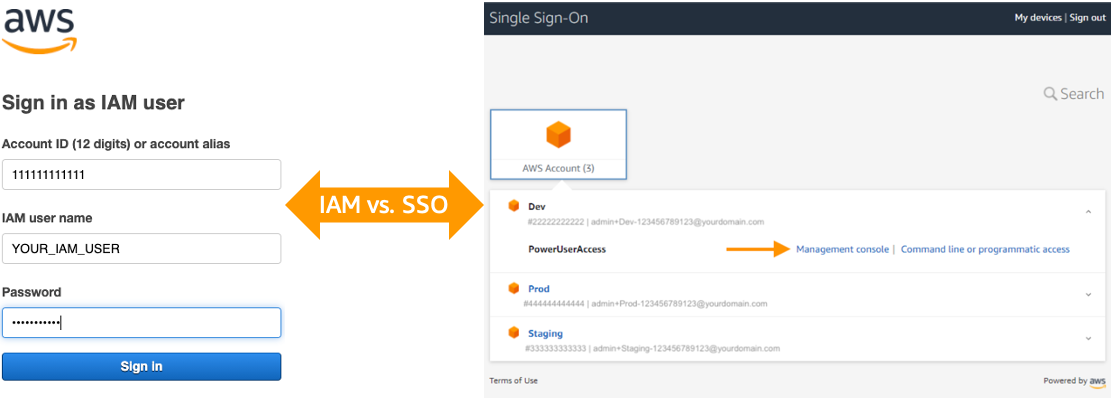 aws
Sign in as IAM user
Account ID (12 digits) or account alias
111111111111
IAM user name
YOUR_IAM_USER
Password
•••••••••••
Sign In
IAM vs. SSO
Single Sign-On
My devices | Sign out
Search
AWS Account (3)
Dev
#22222222222 | admin+Dev-123456789123@yourdomain.com
PowerUserAccess
Management console | Command line or programmatic access
Prod
#444444444444 | admin+Prod-123456789123@yourdomain.com
Staging
#333333333333 | admin+Staging-123456789123@yourdomain.com
Terms of Use
Powered by aws